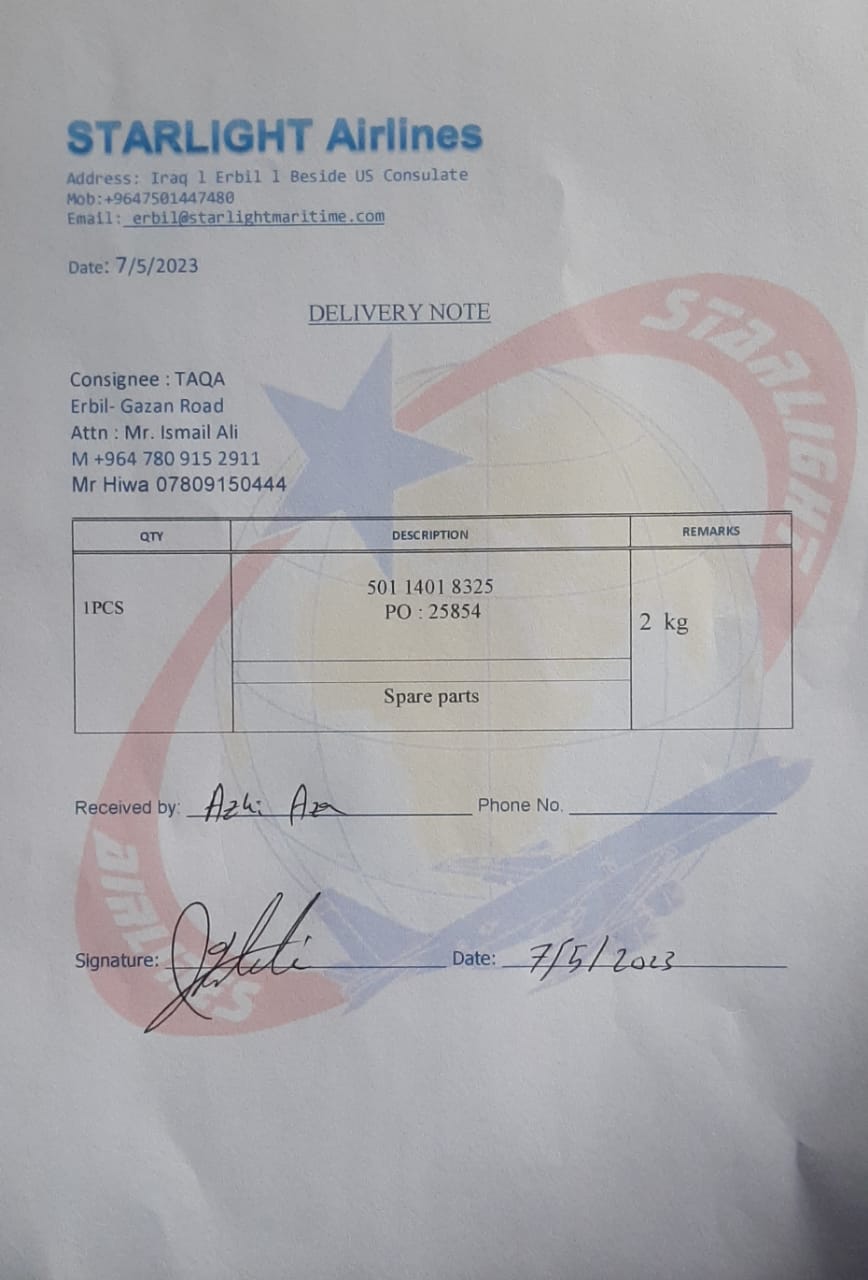 STARLIGHT Airlines
Address: Iraq l Erbil l Beside US Consulate
Mob:+9647501447480
Email: erbil@starlightmaritime.com
Date: 7/5/2023
DELIVERY NOTE
Consignee : TAQA
Erbil- Gazan Road
Attn : Mr. Ismail Ali
M +964 780 915 2911
Mr Hiwa 07809150444
QTY DESCRIPTION REMARKS
501 1401 8325
1PCS PO : 25854 2 kg
Spare parts
Received by: Azhi Phone No.
Signature: Date: 7/5/2023
STARLIGHT
AIRLINES